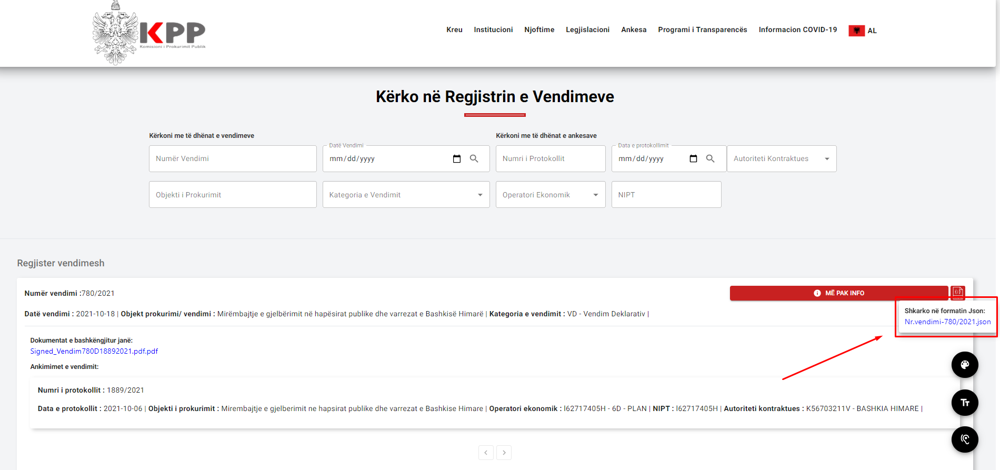 KPP
Komisioni i Prokurimit Publik
Kreu Institucioni Njoftime Legjislacioni Ankesa Programi i Transparencës Informacion COVID-19 AL
Kërko në Regjistrin e Vendimeve
Kërkoni me të dhënat e vendimeve
Kërkoni me të dhënat e ankesave
Numër Vendimi
Datë Vendimi
mm/dd/yyyy
Numri i Protokollit
Data e protokollimit
mm/dd/yyyy
Autoriteti Kontraktues
Objekti i Prokurimit
Kategoria e Vendimit
Operatori Ekonomik
NIPT
Regjister vendimesh
Numër vendimi :780/2021
MË PAK INFO
Shkarko në formatin Json:
Nr.vendimi-780/2021.json
Datë vendimi : 2021-10-18 | Objekt prokurimi/ vendimi : Mirëmbajtje e gjelbërimit në hapësirat publike dhe varrezat e Bashkisë Himarë | Kategoria e vendimit : VD - Vendim Deklarativ |
Dokumentat e bashkëngjitur janë:
Signed_Vendim780D18892021.pdf.pdf
Ankimimet e vendimit:
Numri i protokollit : 1889/2021
Data e protokollit : 2021-10-06 | Objekti i prokurimit : Mirembajtje e gjelberimit ne hapsirat publike dhe varrezat e Bashkise Himare | Operatori ekonomik : l62717405H - 6D - PLAN | NIPT : l62717405H | Autoriteti kontraktues : K56703211V - BASHKIA HIMARE |